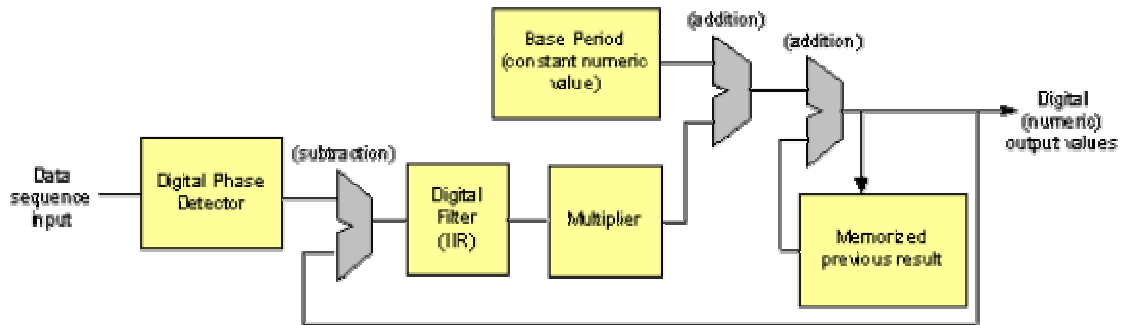 Base Period
(constant numeric
value)
(addition)
(addition)
Digital
(numeric)
output values
Data
sequence
input
Digital Phase
Detector
(subtraction)
Digital
Filter
(IIR)
Multiplier
Memorized
previous result